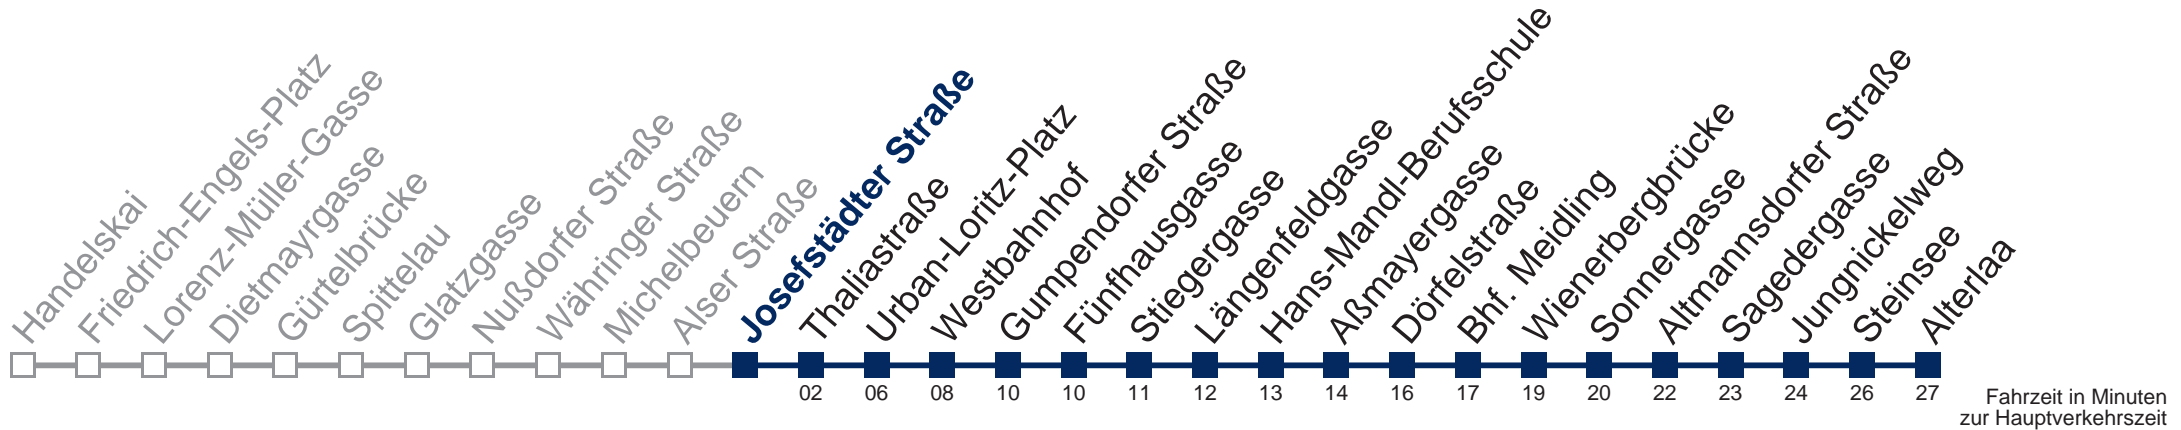 Handelskai
Friedrich-Engels-Platz
Lorenz-Müller-Gasse
Dietmayrgasse
Gürtelbrücke
Spittelau
Glatzgasse
Nußdorfer Straße
Währinger Straße
Michelbeuern
Alser Straße
Josefstädter Straße
Thaliastraße
Urban-Loritz-Platz
Westbahnhof
Gumpendorfer Straße
Fünfhausgasse
Stiegergasse
Längenfeldgasse
Hans-Mandl-Berufsschule
Aßmayergasse
Dörfelstraße
Bhf. Meidling
Wienerbergbrücke
Sonnergasse
Altmannsdorfer Straße
Sagedergasse
Jungnickelweg
Steinsee
Alterlaa
02 06 08 10 10 11 12 13 14 16 17 19 20 22 23 24 26 27
Fahrzeit in Minuten
zur Hauptverkehrszeit